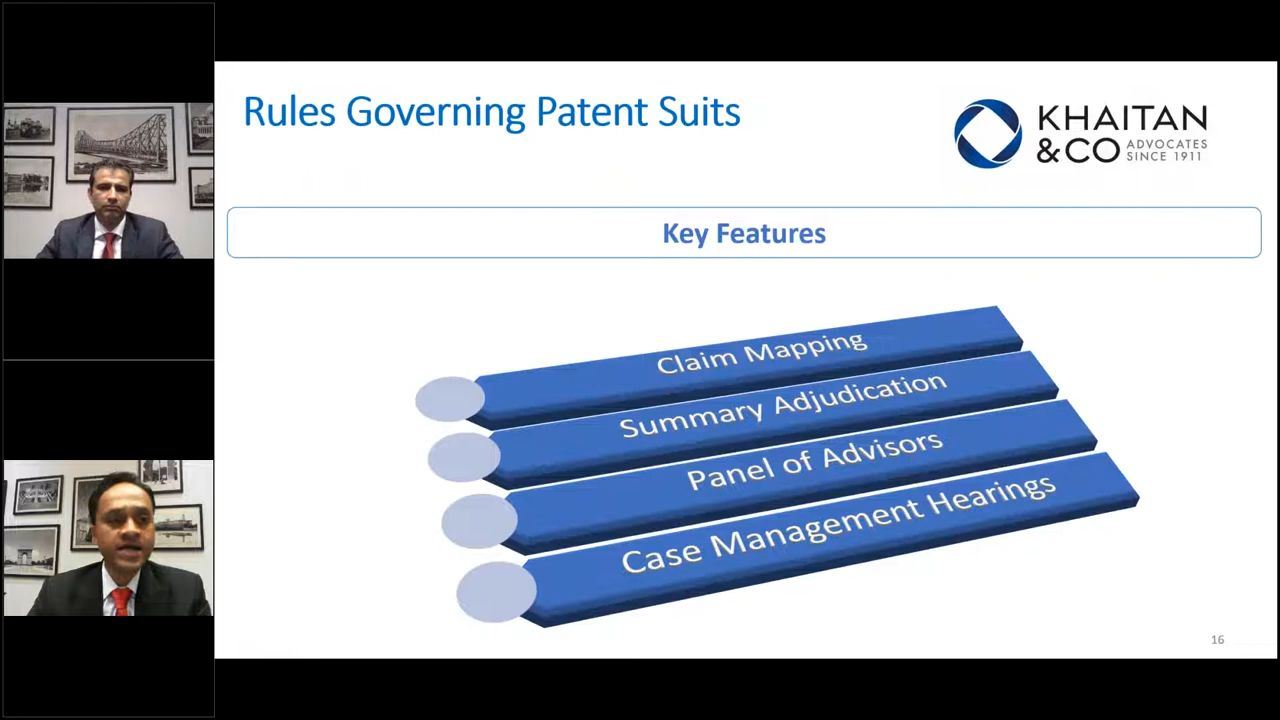 Rules Governing Patent Suits
KHAITAN
&CO ADVOCATES
SINCE 1911
Key Features
Claim Mapping
Summary Adjudication
Panel of Advisors
Case Management Hearings
16